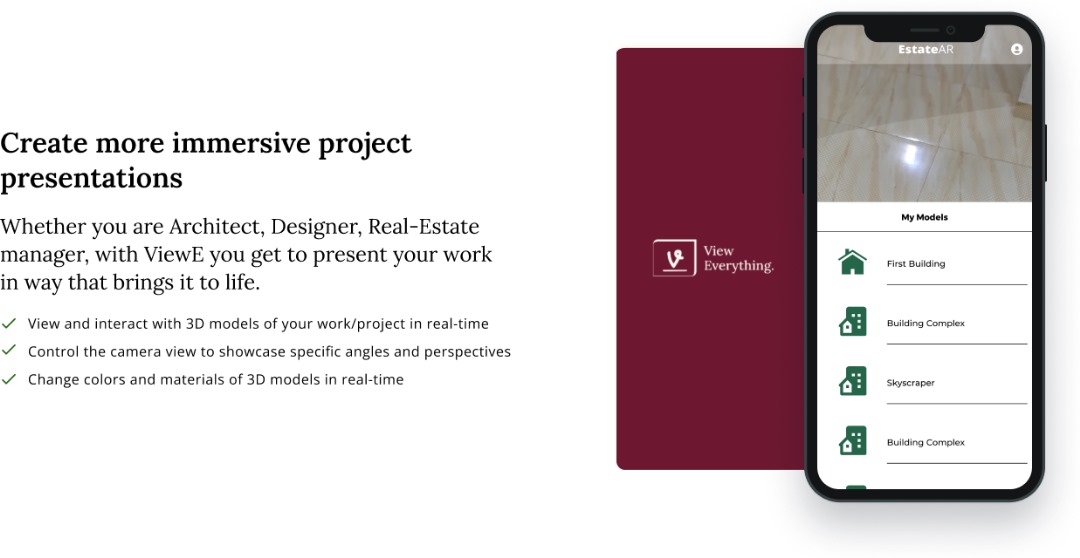 Create more immersive project
presentations
Whether you are Architect, Designer, Real-Estate
manager, with ViewE you get to present your work
in way that brings it to life.
View and interact with 3D models of your work/project in real-time
Control the camera view to showcase specific angles and perspectives
Change colors and materials of 3D models in real-time
View
Everything.
EstateAR
My Models
First Building
Building Complex
Skyscraper
Building Complex